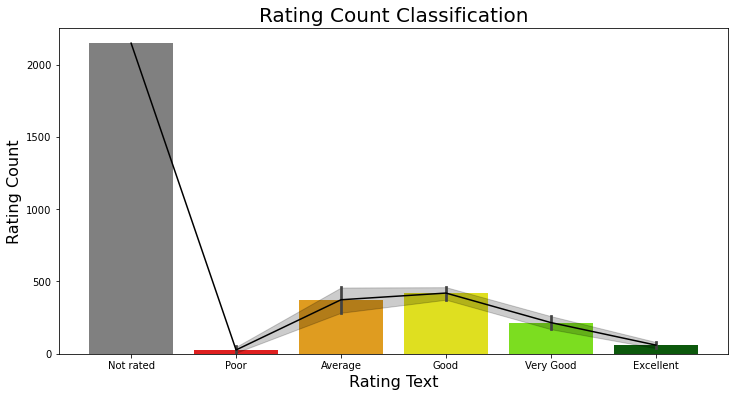 Rating Count Classification
Rating Count
2000
1500
1000
500
0
Not rated Poor Average Good Very Good Excellent
Rating Text